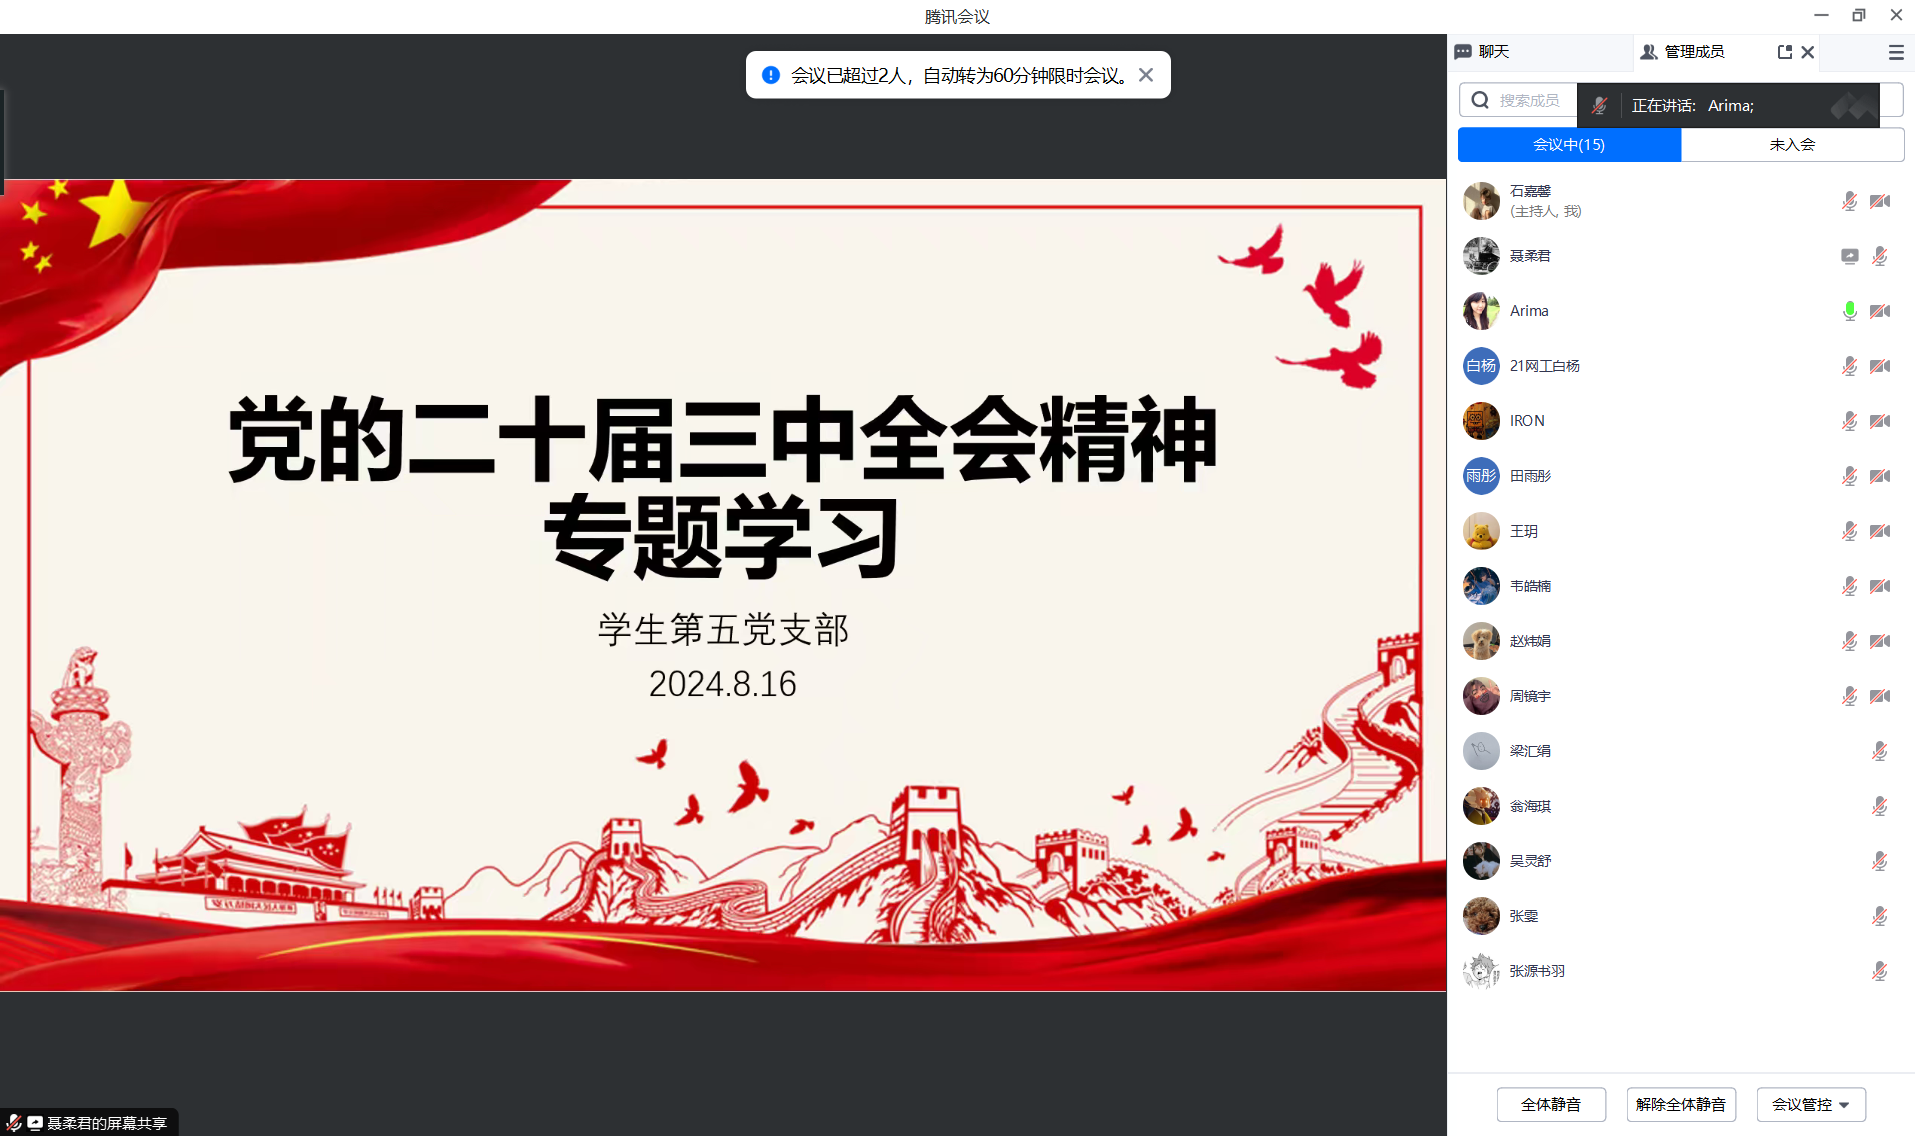 腾讯会议
会议已超过2人，自动转为60分钟限时会议。
聊天
管理成员
搜索成员
正在讲话: Arima;
会议中(15)
未入会
石嘉馨
(主持人, 我)
聂柔君
Arima
白杨
21网工白杨
IRON
雨彤
田雨彤
王玥
韦皓楠
赵炜娟
周镜宇
梁汇绢
翁海琪
吴灵舒
张雯
张源书羽
党的二十届三中全会精神
专题学习
学生第五党支部
2024.8.16
聂柔君的屏幕共享
全体静音
解除全体静音
会议管控